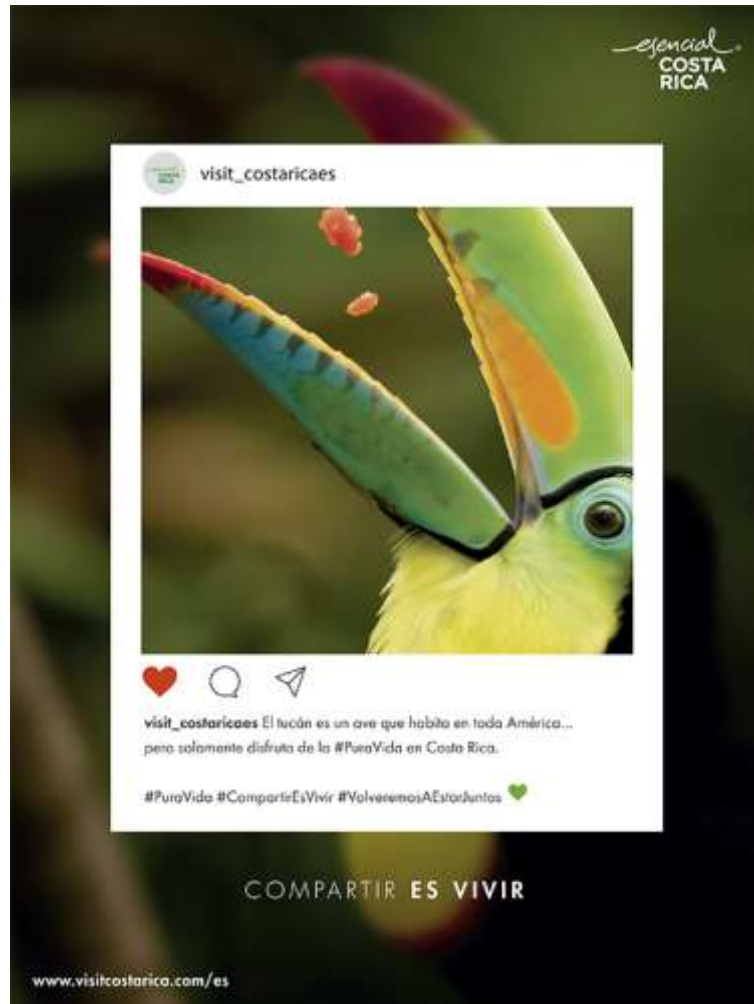 esencial
COSTA
RICA
visit_costaricaes
visit_costaricaes El tucán es un ave que habita en toda América...
pero solamente disfruta de la #PuraVida en Costa Rica.
#PuraVida #CompartirEsVivir #VolveremosAEstarJuntos
COMPARTIR ES VIVIR
www.visitcostarica.com/es